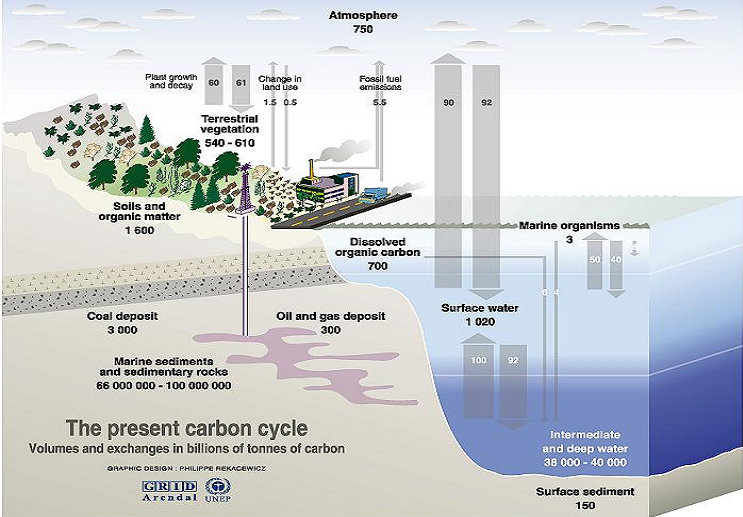 Atmosphere
750
Plant growth
and decay
60
61
Change in
land use
1.5
0.5
Fossil fuel
emissions
5.5
90
92
Terrestrial
vegetation
540 - 610
Soils and
organic matter
1 600
Marine organisms
3
50
40
Dissolved
organic carbon
700
6
4
Coal deposit
3 000
Oil and gas deposit
300
Surface water
1 020
Marine sediments
and sedimentary rocks
66 000 000 - 100 000 000
100
92
The present carbon cycle
Volumes and exchanges in billions of tonnes of carbon
GRAPHIC DESIGN : PHILIPPE REKACEWICZ
GRID
Arendal
UNEP
Intermediate
and deep water
38 000 - 40 000
Surface sediment
150